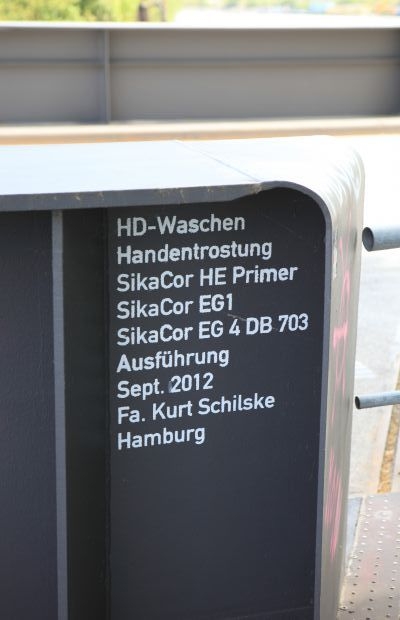 HD-Waschen
Handentrostung
SikaCor HE Primer
SikaCor EG1
SikaCor EG 4 DB 703
Ausführung
Sept. 2012
Fa. Kurt Schilske
Hamburg